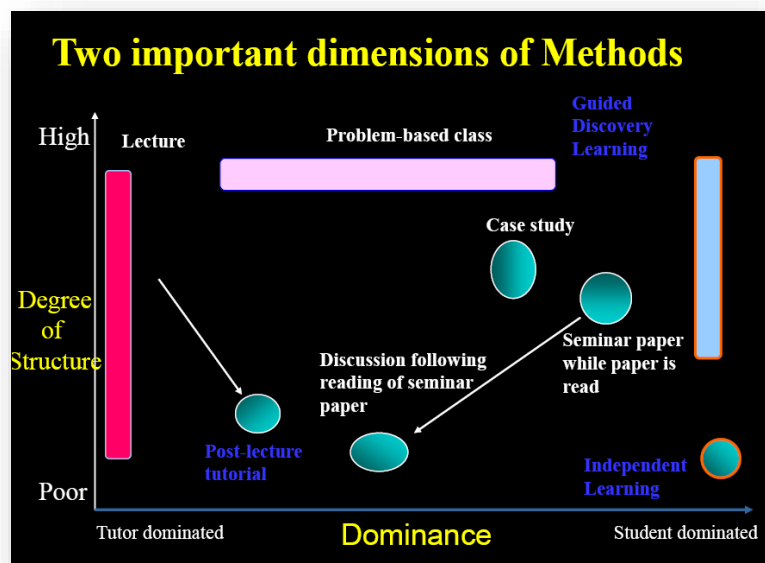 Two important dimensions of Methods
Guided
Discovery
Learning
High
Lecture
Problem-based class
Case study
Degree
of
Structure
Seminar paper
while paper is
read
Discussion following
reading of seminar
paper
Post-lecture
tutorial
Independent
Learning
Poor
Tutor dominated
Dominance
Student dominated